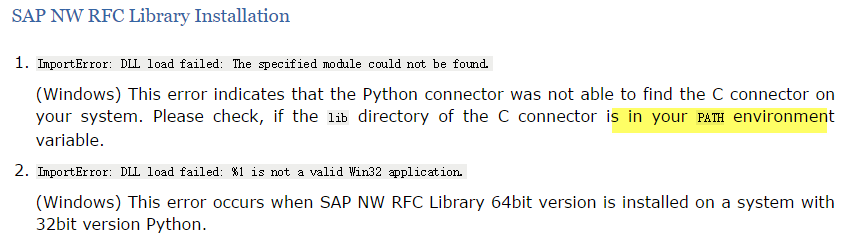 SAP NW RFC Library Installation
1. ImportError: DLL load failed: The specified module could not be found.
(Windows) This error indicates that the Python connector was not able to find the C connector on
your system. Please check, if the lib directory of the C connector is in your PATH environment
variable.
2. ImportError: DLL load failed: %1 is not a valid Win32 application.
(Windows) This error occurs when SAP NW RFC Library 64bit version is installed on a system with
32bit version Python.